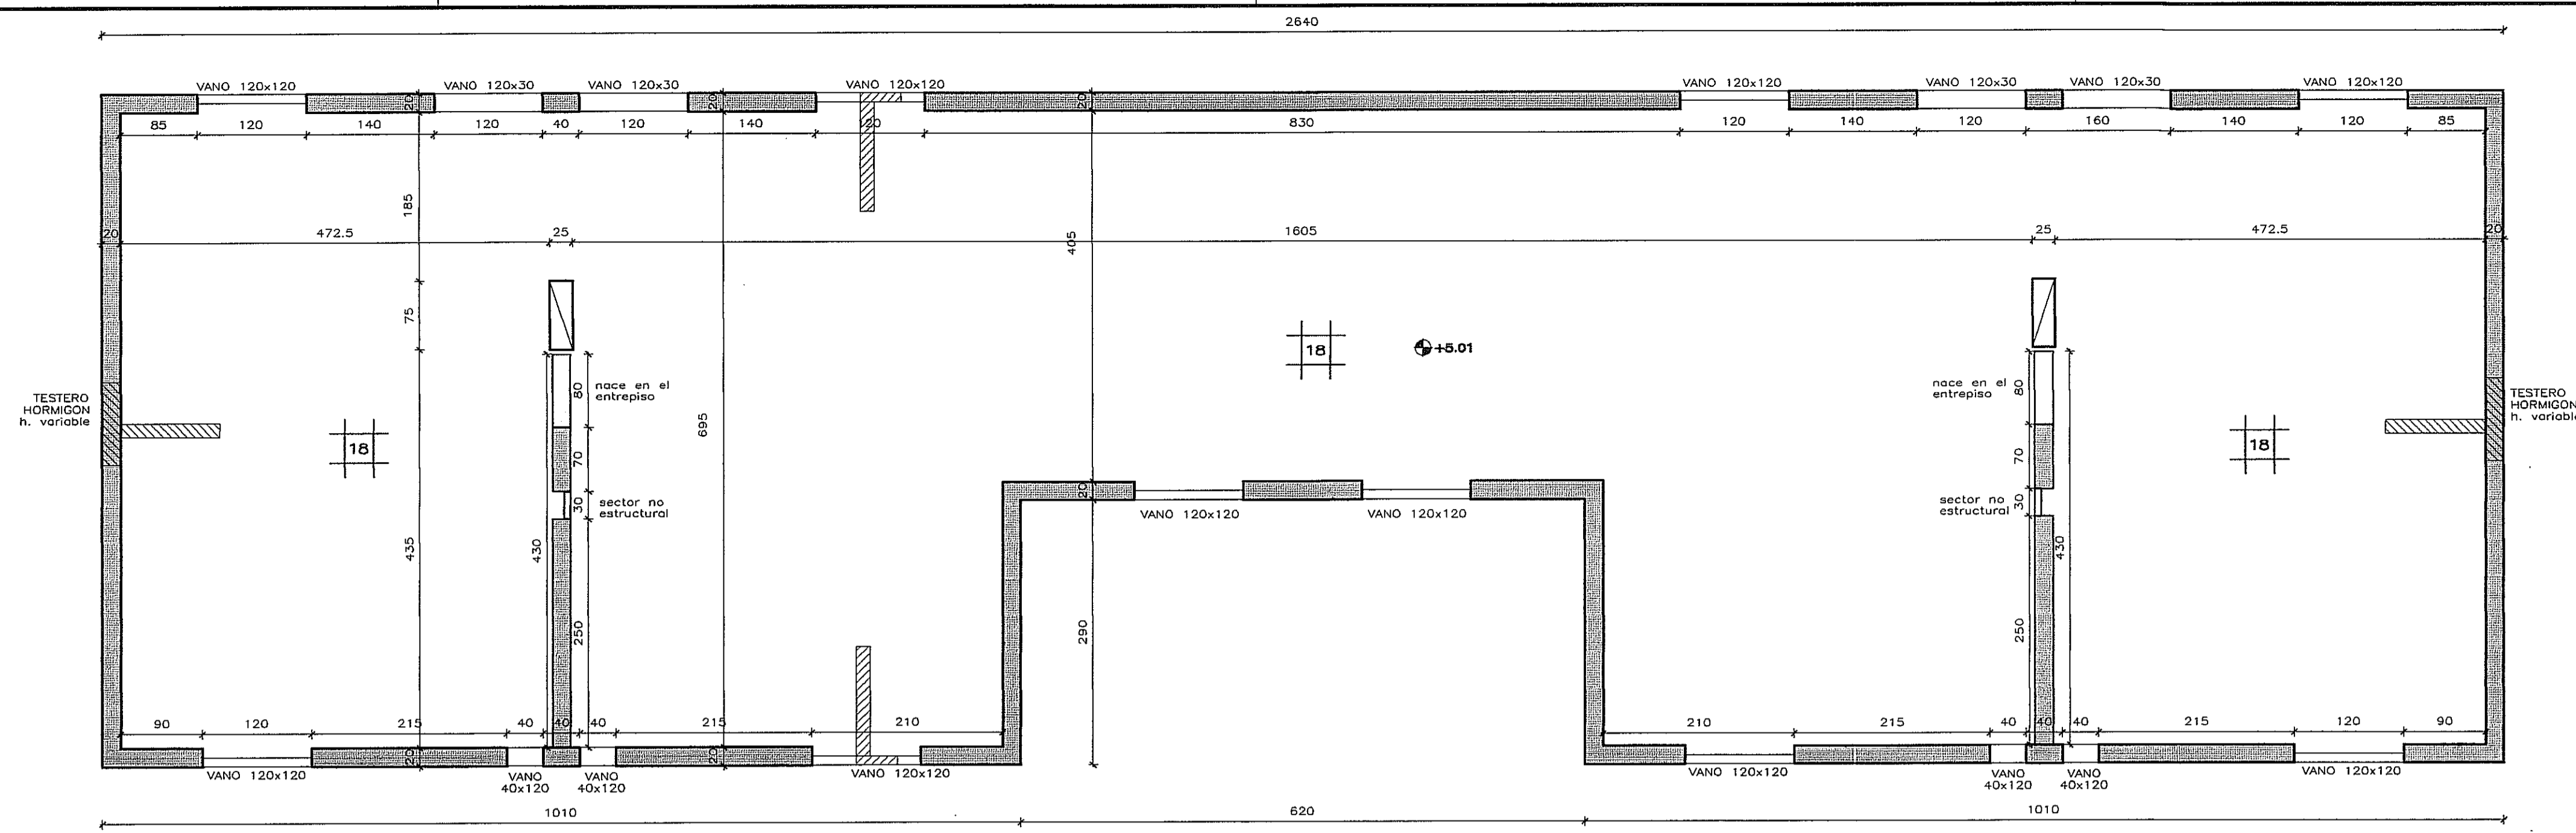 2640
VANO 120x120
VANO 120x30
VANO 120x30
VANO 120x120
VANO 120x120
VANO 120x30
VANO 120x30
VANO 120x120
20
20
20
85
120
140
120
40
120
140
120
830
120
140
120
160
140
120
85
185
20
472.5
25
405
1605
25
472.5
20
75
18
+5.01
80
nace en el
entrepiso
nace en el
entrepiso
80
TESTERO
HORMIGON
h. variable
TESTERO
HORMIGON
h. variable
695
18
18
70
70
20
30
sector no
estructural
sector no
estructural
30
VANO 120x120
VANO 120x120
435
430
430
250
290
250
90
120
215
40
40
40
215
210
210
215
40
40
40
215
120
90
20
20
VANO 120x120
VANO
40x120
VANO
40x120
VANO 120x120
VANO 120x120
VANO
40x120
VANO
40x120
VANO 120x120
1010
620
1010